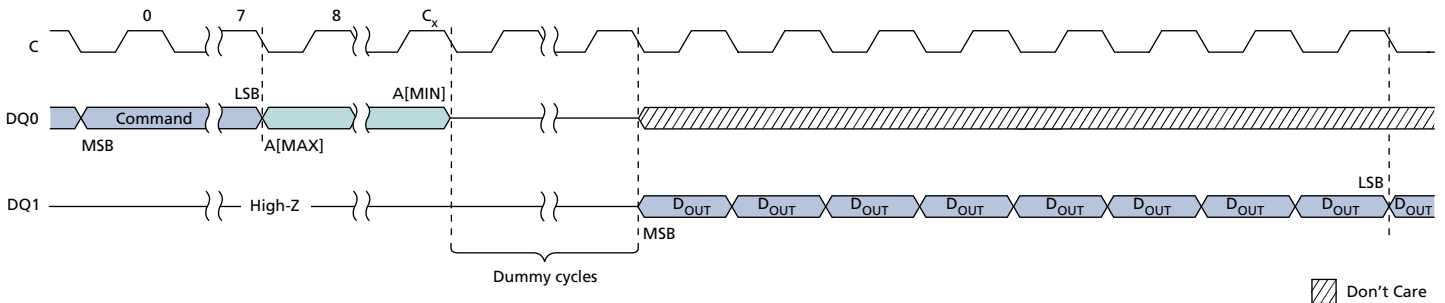 0 7 8 Cx
C
LSB A[MIN]
DQ0 Command
MSB A[MAX]
LSB
DQ1 High-Z DOUT DOUT DOUT DOUT DOUT DOUT DOUT DOUT DOUT
MSB
Dummy cycles
Don't Care